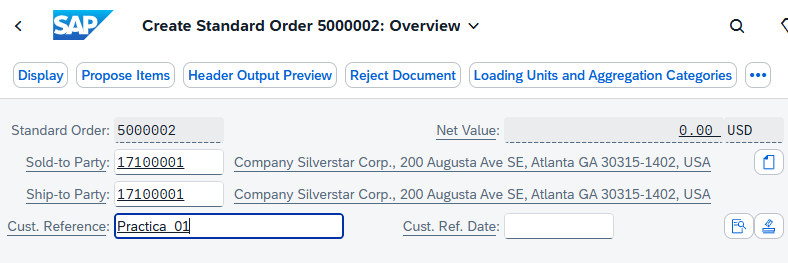 SAP Create Standard Order 5000002: Overview
Display Propose Items Header Output Preview Reject Document Loading Units and Aggregation Categories
Standard Order: 5000002 Net Value: 0.00 USD
Sold-to Party: 17100001 Company Silverstar Corp., 200 Augusta Ave SE, Atlanta GA 30315-1402, USA
Ship-to Party: 17100001 Company Silverstar Corp., 200 Augusta Ave SE, Atlanta GA 30315-1402, USA
Cust. Reference: Practica_01 Cust. Ref. Date: